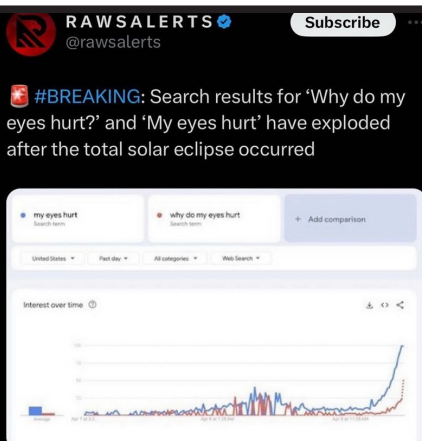 RAWSALERTS
Subscribe
@rawsalerts
#BREAKING: Search results for ‘Why do my
eyes hurt?’ and ‘My eyes hurt’ have exploded
after the total solar eclipse occurred
my eyes hurt
Search term
why do my eyes hurt
Search term
+ Add comparison
United States
Past day
All categories
Web Search
Interest over time
Average